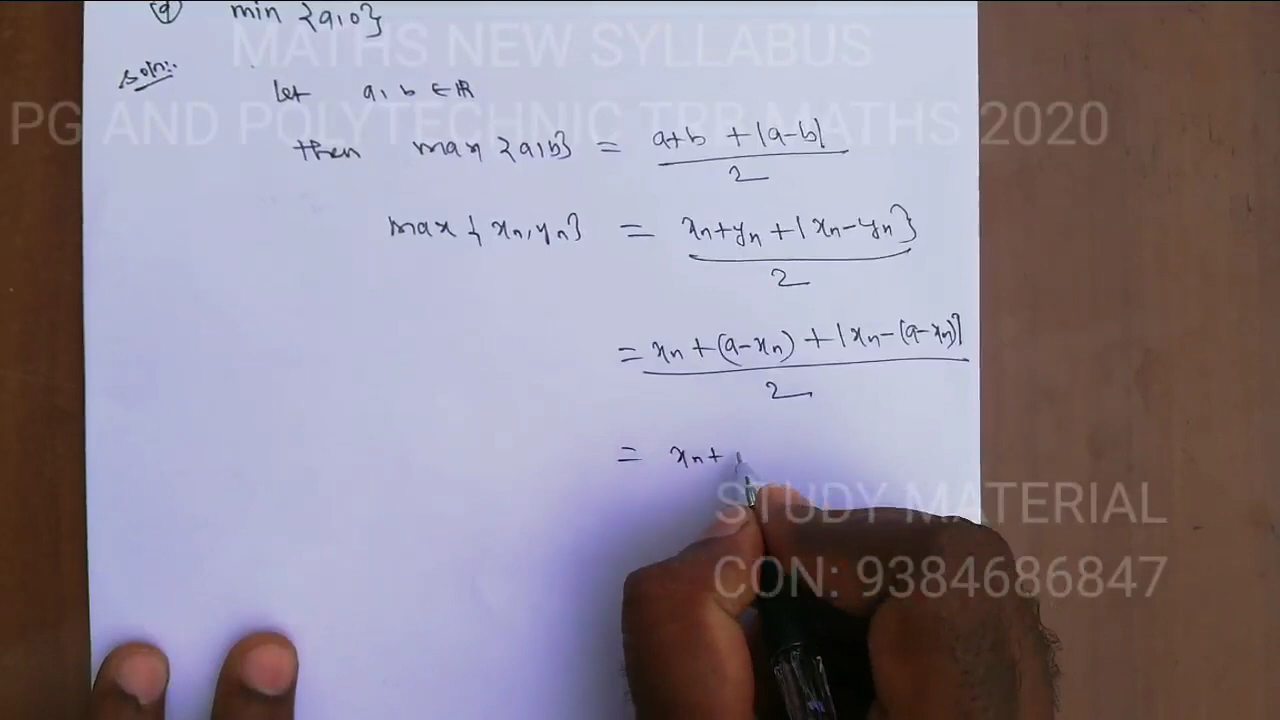 ④ min {a,0}
MATHS NEW SYLLABUS
Soln:
Let a, b ∈ ℝ
PG AND POLYTECHNIC TRB MATHS 2020
then max {a,b} = a+b + |a-b| / 2
max { xn, yn } = xn + yn + | xn - yn } / 2
= xn + (a-xn) + | xn - (a-xn) | / 2
= xn +
STUDY MATERIAL
CON: 9384686847